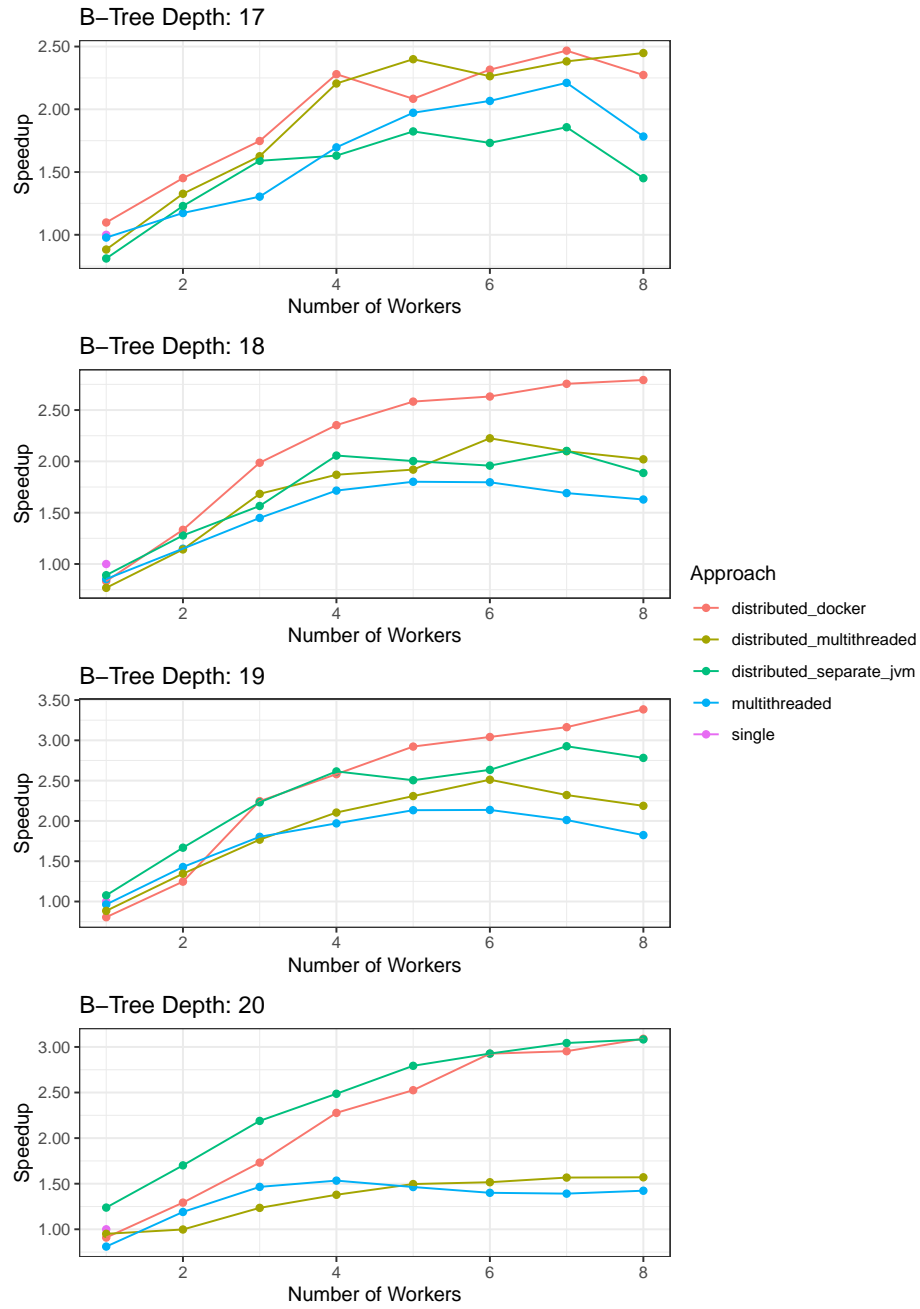 B–Tree Depth: 17
2.50
2.00
1.50
1.00
Speedup
2 4 6 8
Number of Workers
B–Tree Depth: 18
2.50
2.00
1.50
1.00
Speedup
2 4 6 8
Number of Workers
B–Tree Depth: 19
3.50
3.00
2.50
2.00
1.50
1.00
Speedup
2 4 6 8
Number of Workers
B–Tree Depth: 20
3.00
2.50
2.00
1.50
1.00
Speedup
2 4 6 8
Number of Workers
Approach
distributed_docker
distributed_multithreaded
distributed_separate_jvm
multithreaded
single